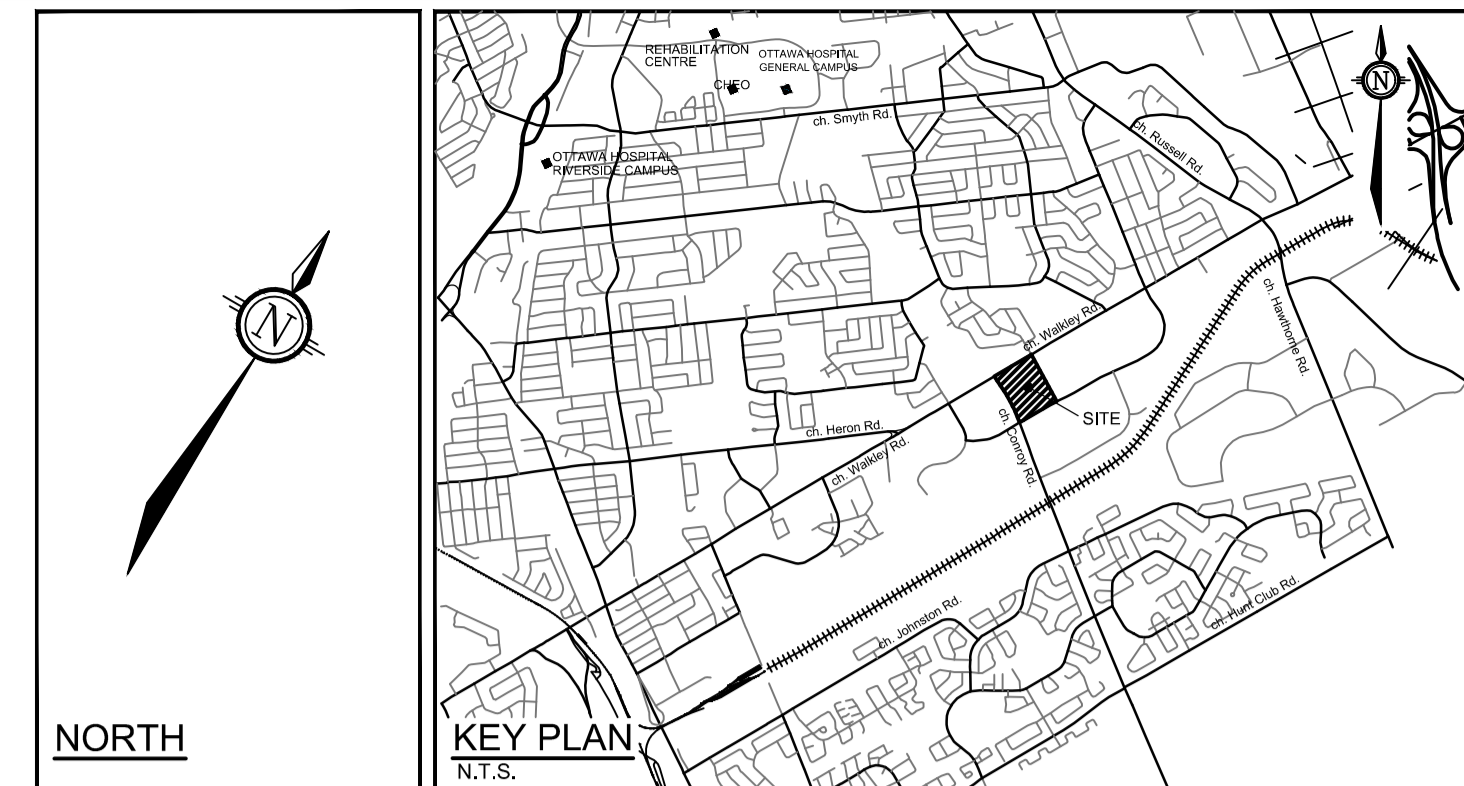 N
NORTH
REHABILITATION
CENTRE
OTTAWA HOSPITAL
GENERAL CAMPUS
CHEO
ch. Smyth Rd.
OTTAWA HOSPITAL
RIVERSIDE CAMPUS
ch. Russell Rd.
N
ch. Walkley Rd.
ch. Hawthorne Rd.
SITE
ch. Conroy Rd.
ch. Heron Rd.
ch. Walkley Rd.
ch. Johnston Rd.
ch. Hunt Club Rd.
KEY PLAN
N.T.S.